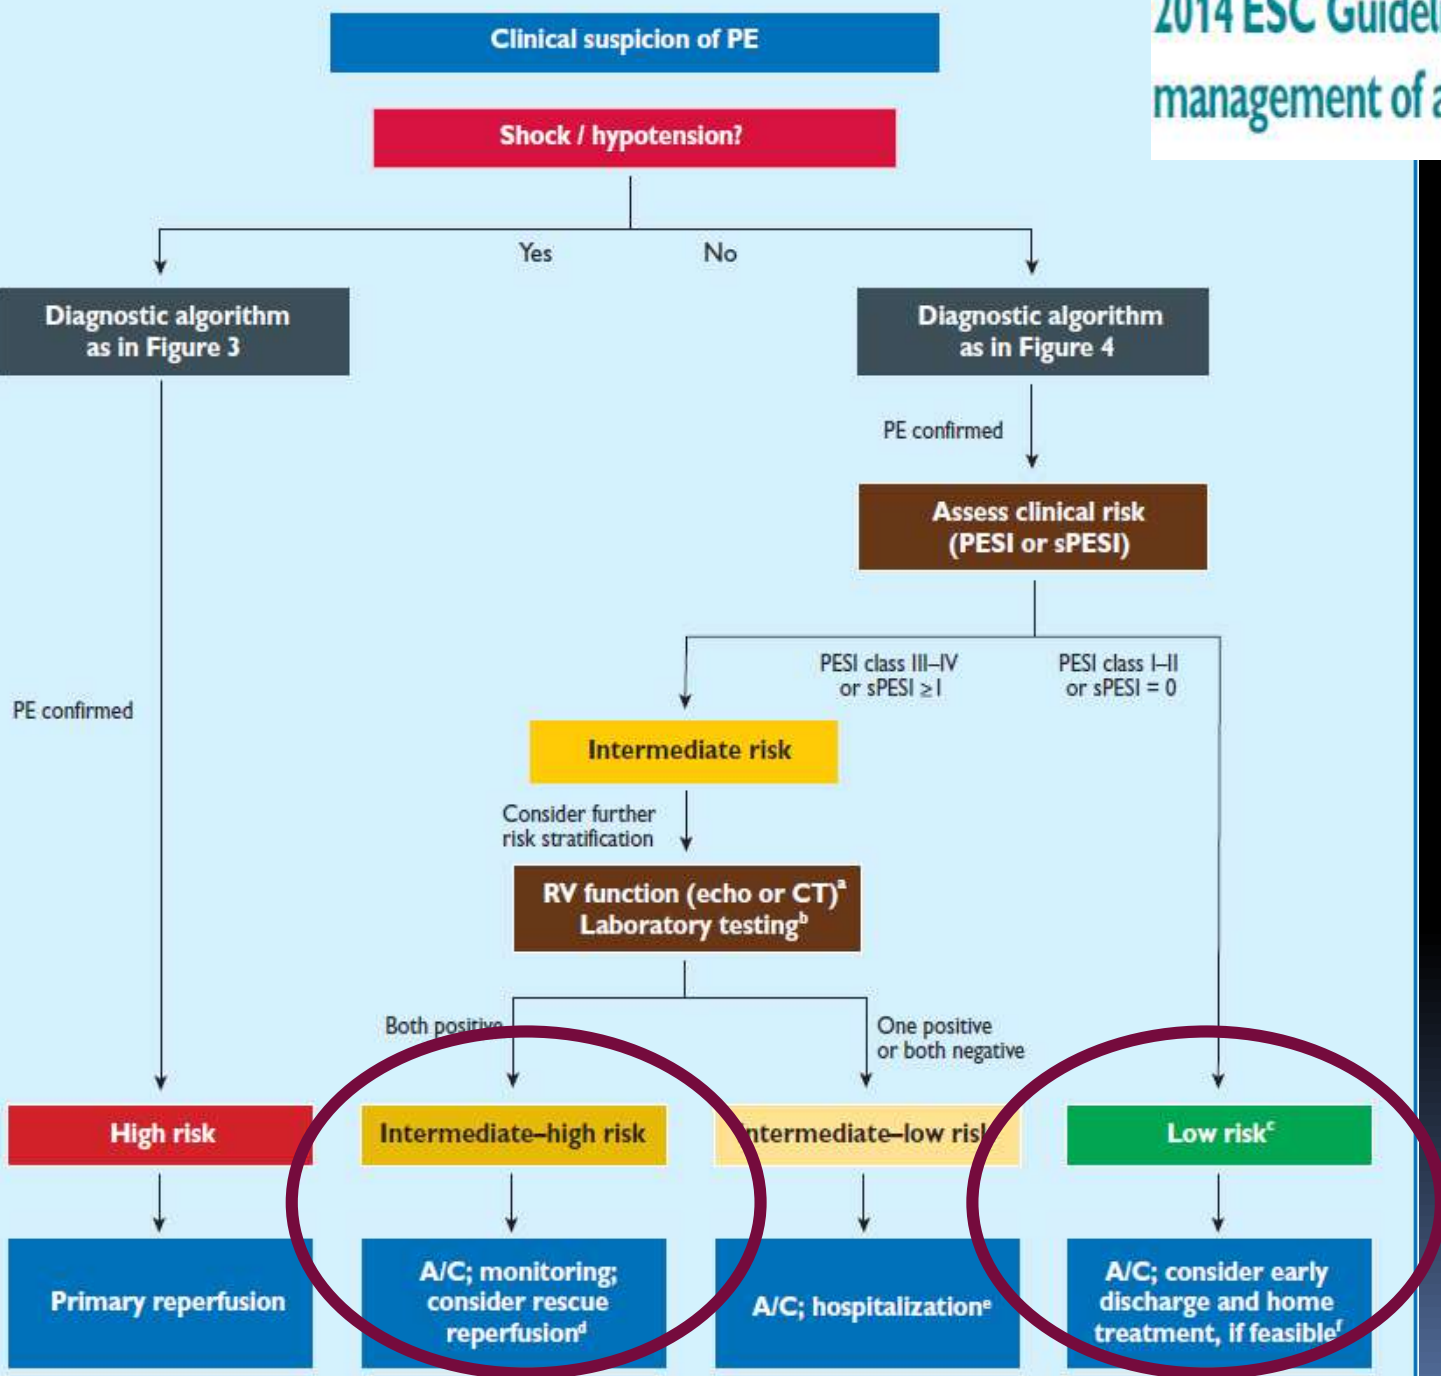 2014 ESC Guidel
management of a
Clinical suspicion of PE
Shock / hypotension?
Yes
No
Diagnostic algorithm
as in Figure 3
Diagnostic algorithm
as in Figure 4
PE confirmed
Assess clinical risk
(PESI or sPESI)
PESI class III–IV
or sPESI ≥1
PESI class I–II
or sPESI = 0
PE confirmed
Intermediate risk
Consider further
risk stratification
RV function (echo or CT)ᵃ
Laboratory testingᵇ
Both positive
One positive
or both negative
High risk
Intermediate–high risk
Intermediate–low risk
Low riskᶜ
Primary reperfusion
A/C; monitoring;
consider rescue
reperfusionᵈ
A/C; hospitalizationᵉ
A/C; consider early
discharge and home
treatment, if feasibleᶠ